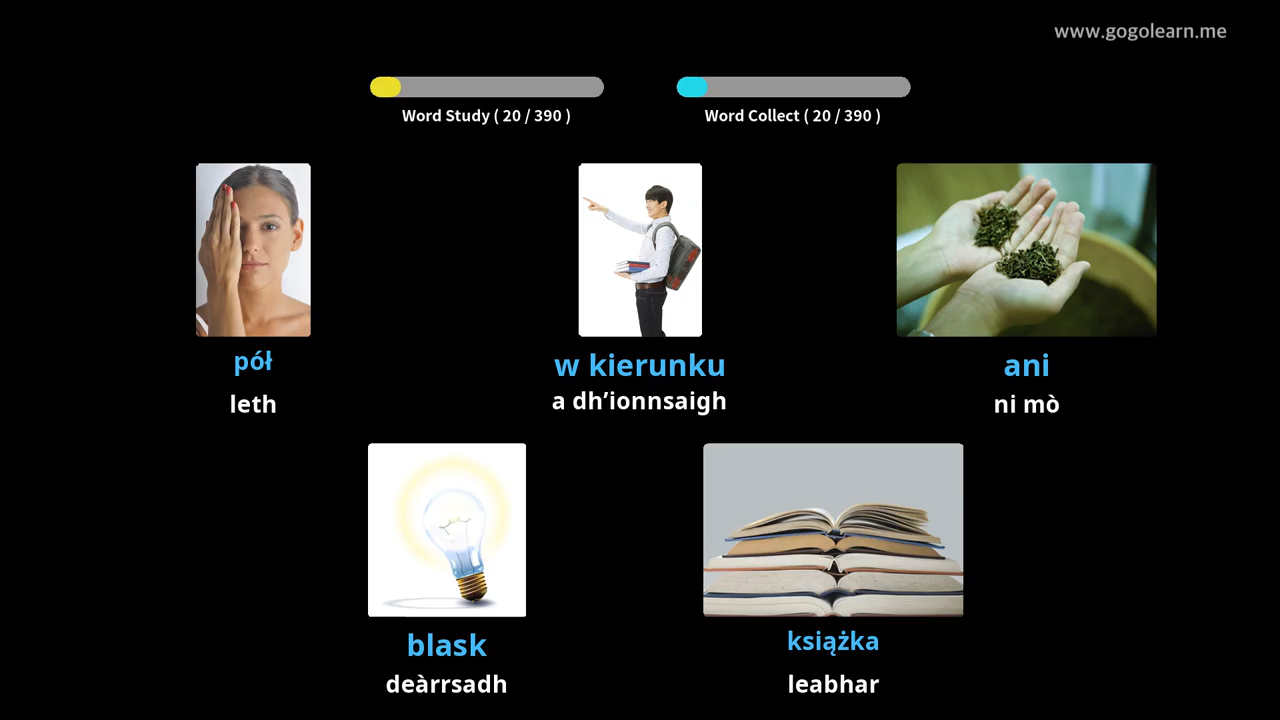 www.gogolearn.me
Word Study ( 20 / 390 )
Word Collect ( 20 / 390 )
pół
leth
w kierunku
a dh’ionnsaigh
ani
ni mò
blask
deàrrsadh
książka
leabhar